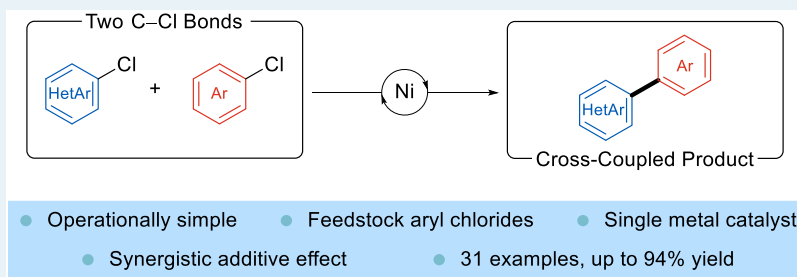 Two C–Cl Bonds
Cl
Cl
HetAr
+
Ar
Ni
Ar
HetAr
Cross-Coupled Product
Operationally simple
Feedstock aryl chlorides
Single metal catalyst
Synergistic additive effect
31 examples, up to 94% yield